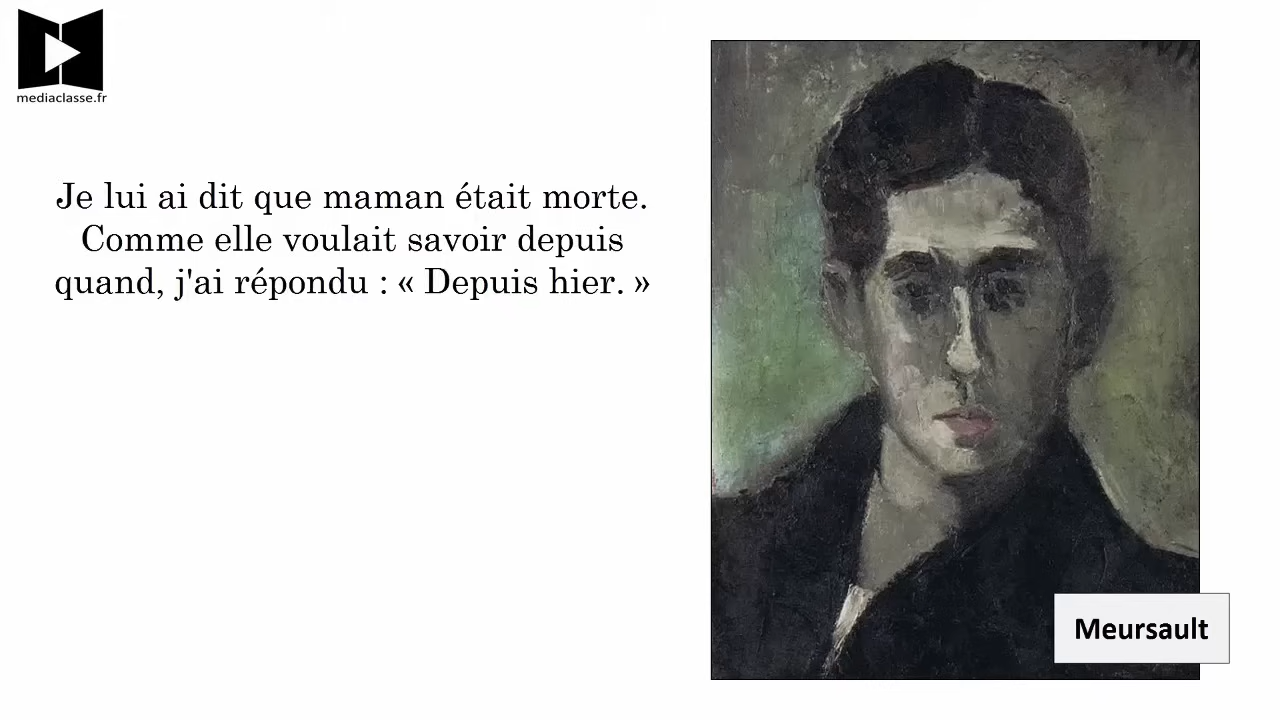 mediaclasse.fr
Je lui ai dit que maman était morte.
Comme elle voulait savoir depuis
quand, j'ai répondu : « Depuis hier. »
Meursault